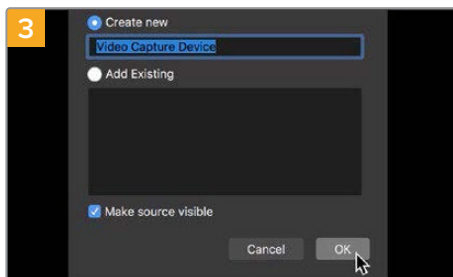 3
Create new
Video Capture Device
Add Existing
Make source visible
Cancel OK